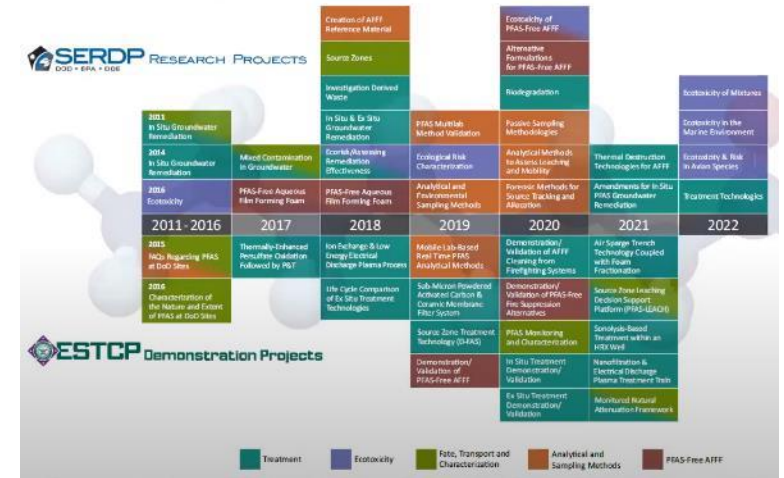 SERDP RESEARCH PROJECTS
DOD • EPA • DOE
Creation of AFFF
Reference Material
Source Zones
Investigation Derived
Waste
2011
In Situ Groundwater
Remediation
2014
In Situ Groundwater
Remediation
2016
Ecotoxicity
Mixed Contamination
in Groundwater
PFAS-Free Aqueous
Film Forming Foam
In Situ & Ex Situ
Groundwater
Remediation
Ecorisk/Assessing
Remediation
Effectiveness
PFAS-Free Aqueous
Film Forming Foam
PFAS Multilab
Method Validation
Ecological Risk
Characterization
Analytical and
Environmental
Sampling Methods
Ecotoxicity of
PFAS-Free AFFF
Alternative
Formulations
for PFAS-Free AFFF
Biodegradation
Passive Sampling
Methodologies
Analytical Methods
to Assess Leaching
and Mobility
Forensic Methods for
Source Tracking and
Allocation
Thermal Destruction
Technologies for AFFF
Amendments for In Situ
PFAS Groundwater
Remediation
Ecotoxicity of Mixtures
Ecotoxicity in the
Marine Environment
Ecotoxicity & Risk
in Avian Species
Treatment Technologies
2011-2016 2017 2018 2019 2020 2021 2022
2015
FAQs Regarding PFAS
at DoD Sites
2016
Characterization of
the Nature and Extent
of PFAS at DoD Sites
Thermally-Enhanced
Persulfate Oxidation
Followed by P&T
Ion Exchange & Low
Energy Electrical
Discharge Plasma Process
Life Cycle Comparison
of Ex Situ Treatment
Technologies
Mobile Lab-Based
Real Time PFAS
Analytical Methods
Sub-Micron Powdered
Activated Carbon &
Ceramic Membrane
Filter System
Source Zone Treatment
Technology (D-FAS)
Demonstration/
Validation of
PFAS-Free AFFF
Demonstration/
Validation of AFFF
Cleaning from
Firefighting Systems
Demonstration/
Validation of PFAS-Free
Fire Suppression
Alternatives
PFAS Monitoring
and Characterization
In Situ Treatment
Demonstration/
Validation
Ex Situ Treatment
Demonstration/
Validation
Air Sparge Trench
Technology Coupled
with Foam
Fractionation
Source Zone Leaching
Decision Support
Platform (PFAS-LEACH)
Sonolysis-Based
Treatment within an
HRX Well
Nanofiltration &
Electrical Discharge
Plasma Treatment Train
Monitored Natural
Attenuation Framework
ESTCP Demonstration Projects
Treatment
Ecotoxicity
Fate, Transport and
Characterization
Analytical and
Sampling Methods
PFAS-Free AFFF